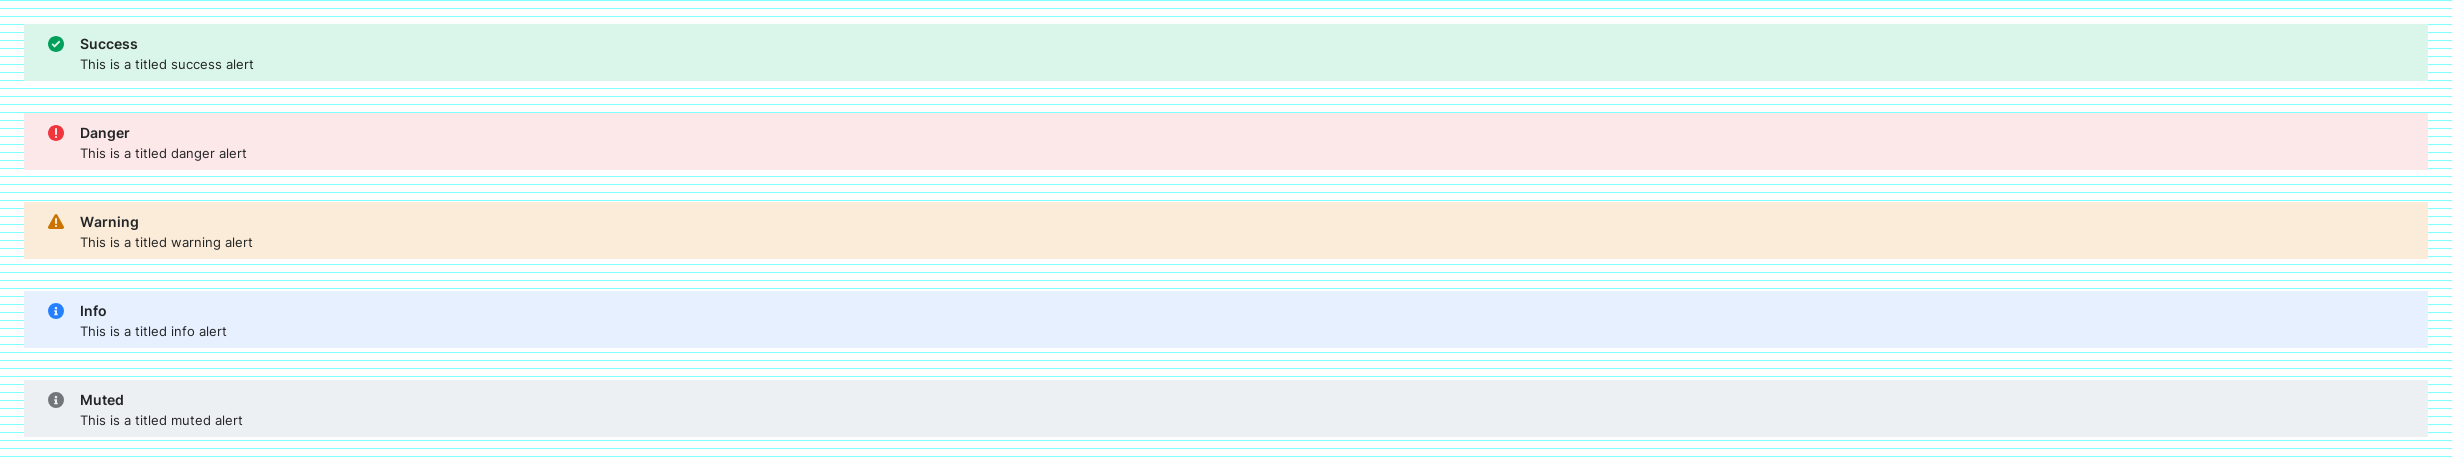 Success
This is a titled success alert
Danger
This is a titled danger alert
Warning
This is a titled warning alert
Info
This is a titled info alert
Muted
This is a titled muted alert